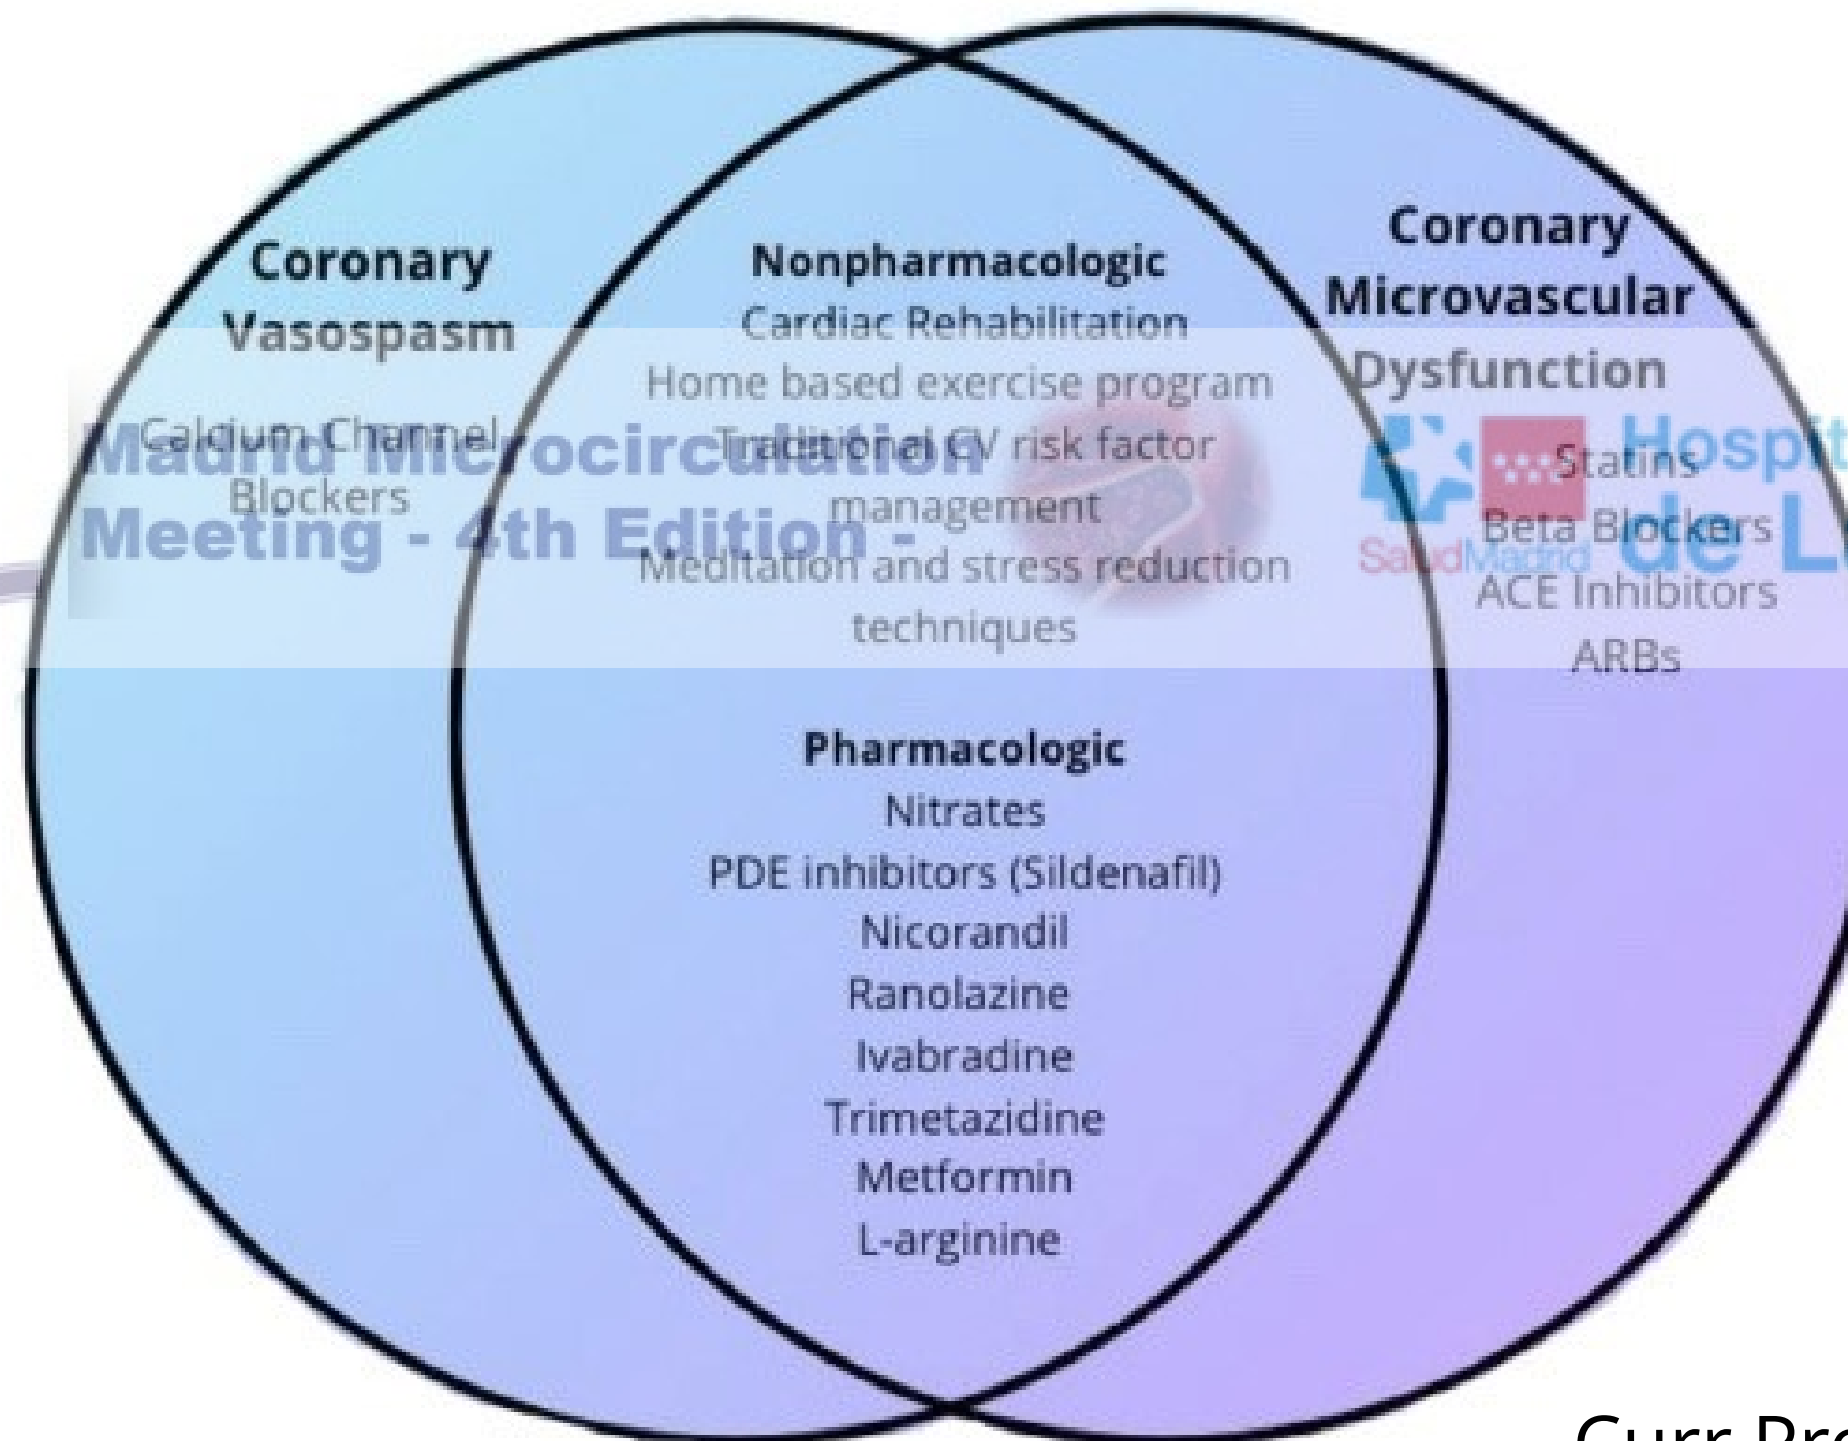 Coronary
Vasospasm
Calcium Channel
Blockers
Nonpharmacologic
Cardiac Rehabilitation
Home based exercise program
Traditional CV risk factor
management
Meditation and stress reduction
techniques
Pharmacologic
Nitrates
PDE inhibitors (Sildenafil)
Nicorandil
Ranolazine
Ivabradine
Trimetazidine
Metformin
L-arginine
Coronary
Microvascular
Dysfunction
Statins
Beta Blockers
ACE Inhibitors
ARBs
Madrid Microcirculation
Meeting - 4th Edition -
SaludMadrid
Hospit
de L
Curr Pr